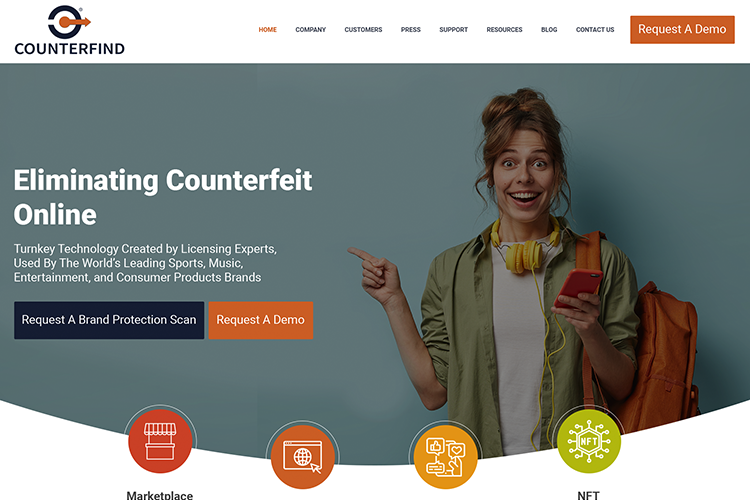 COUNTERFIND
HOME COMPANY CUSTOMERS PRESS SUPPORT RESOURCES BLOG CONTACT US Request A Demo
Eliminating Counterfeit
Online
Turnkey Technology Created by Licensing Experts,
Used By The World's Leading Sports, Music,
Entertainment, and Consumer Products Brands
Request A Brand Protection Scan Request A Demo
NFT
Marketplace NFT